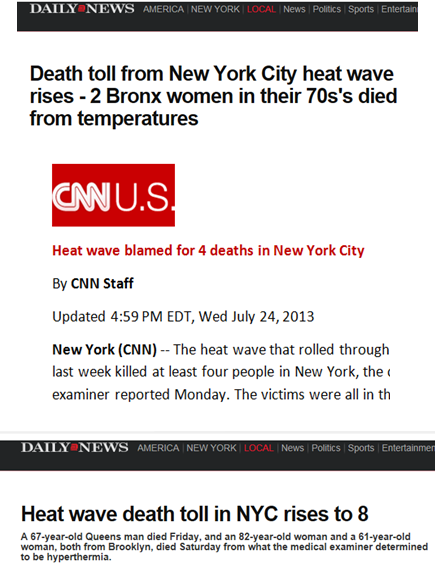 DAILY NEWS AMERICA | NEW YORK | LOCAL | News | Politics | Sports |
Death toll from New York City heat wave
rises - 2 Bronx women in their 70s's died
from temperatures
CNN U.S.
Heat wave blamed for 4 deaths in New York City
By CNN Staff
Updated 4:59 PM EDT, Wed July 24, 2013
New York (CNN) -- The heat wave that rolled through
last week killed at least four people in New York, the
examiner reported Monday. The victims were all in
DAILY NEWS AMERICA | NEW YORK | LOCAL | News | Politics | Sports |
Heat wave death toll in NYC rises to 8
A 67-year-old Queens man died Friday, and an 82-year-old woman and a 61-year-old
woman, both from Brooklyn, died Saturday from what the medical examiner determined
to be hyperthermia.